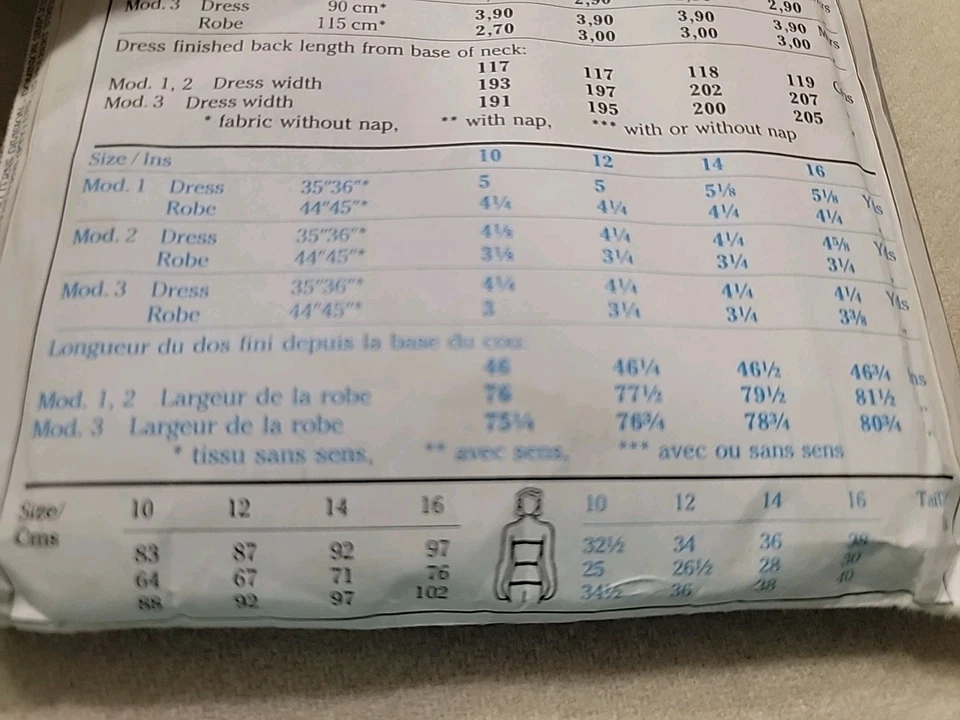 Mod. 3 Dress 90 cm* 3,90 3,90 3,90 3,90 Mrs
Robe 115 cm* 2,70 3,00 3,00 3,00
Dress finished back length from base of neck:
117 117 118 119 Cms
Mod. 1, 2 Dress width 193 197 202 207
Mod. 3 Dress width 191 195 200 205
* fabric without nap, ** with nap, *** with or without nap
Size / Ins 10 12 14 16
Mod. 1 Dress 35"36"* 5 5 5⅛ 5⅛ Yds
Robe 44"45"* 4¼ 4¼ 4¼ 4¼
Mod. 2 Dress 35"36"* 4¼ 4¼ 4⅝ Yds
Robe 44"45"* 3⅛ 3¼ 3¼ 3¼
Mod. 3 Dress 35"36"* 4¼ 4¼ 4¼ 4¼ Yds
Robe 44"45"* 3 3¼ 3¼ 3⅜
Longueur du dos fini depuis la base du cou:
46 46¼ 46½ 46¾ Ins
Mod. 1, 2 Largeur de la robe 76 77½ 79½ 81½ "
Mod. 3 Largeur de la robe 75¼ 76¾ 78¾ 80¾ "
* tissu sans sens, ** avec sens, *** avec ou sans sens
Size/ 10 12 14 16 10 12 14 16 Taille/
Cms
83 87 92 97 32½ 34 36 38
64 67 71 76 25 26½ 28 30
88 92 97 102 34½ 36 38 40